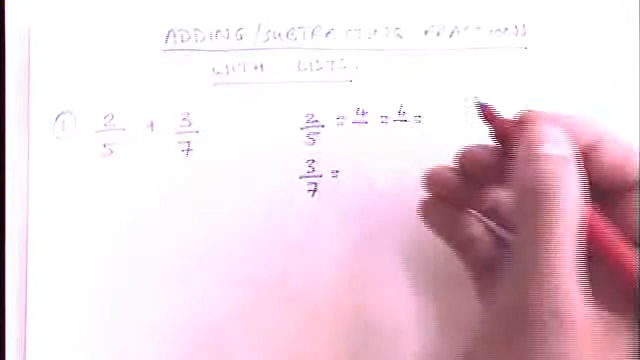 ADDING/SUBTRACTING FRACTIONS
WITH LISTS.
① 2/5 + 3/7
2/5 = 4/ = 6/ =
3/7 =